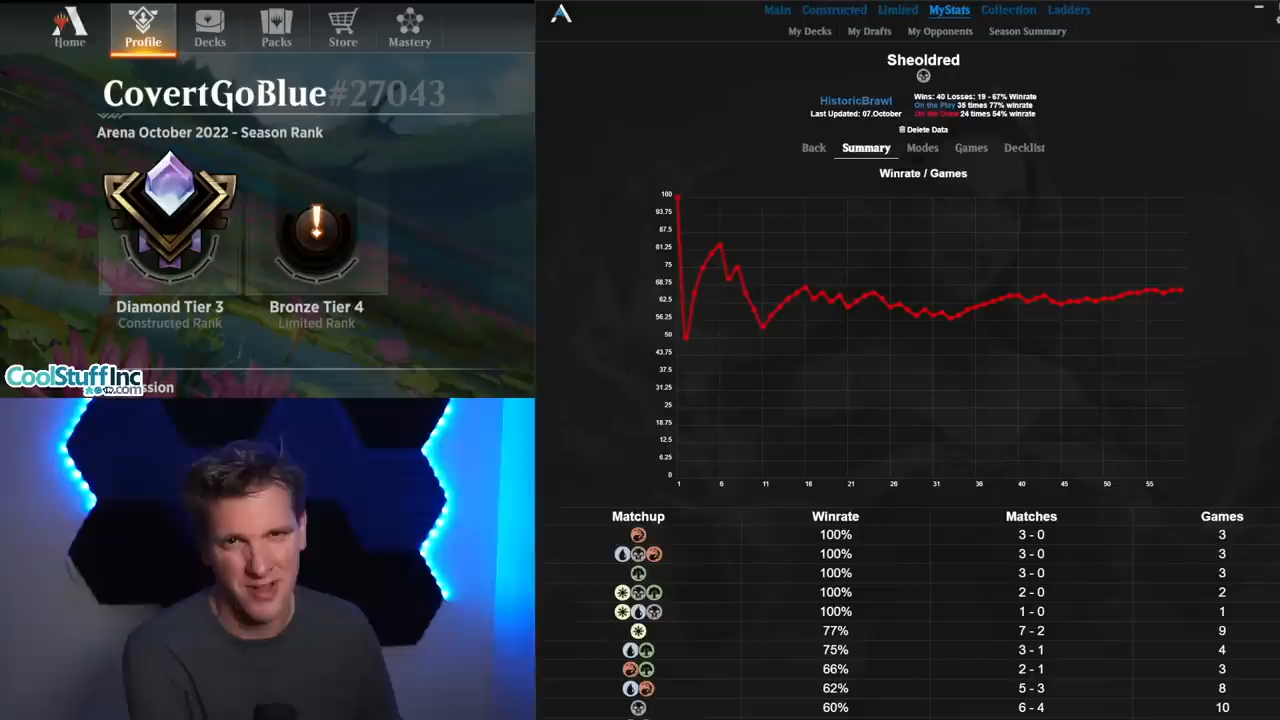 Home
Profile
Decks
Packs
Store
Mastery
CovertGoBlue#27043
Arena October 2022 - Season Rank
Diamond Tier 3
Constructed Rank
Bronze Tier 4
Limited Rank
CoolStuffInc
.com
ssion
Main Constructed Limited MyStats Collection Ladders
My Decks My Drafts My Opponents Season Summary
Sheoldred
HistoricBrawl
Last Updated: 07.October
Wins: 40 Losses: 19 - 67% Winrate
On the Play 35 times 77% winrate
On the Draw 24 times 54% winrate
Delete Data
Back Summary Modes Games Decklist
Winrate / Games
100
93.75
87.5
81.25
75
68.75
62.5
56.25
50
43.75
37.5
31.25
25
18.75
12.5
6.25
0
1 6 11 16 21 26 31 36 40 45 50 55
Matchup Winrate Matches Games
100% 3 - 0 3
100% 3 - 0 3
100% 3 - 0 3
100% 2 - 0 2
100% 1 - 0 1
77% 7 - 2 9
75% 3 - 1 4
66% 2 - 1 3
62% 5 - 3 8
60% 6 - 4 10